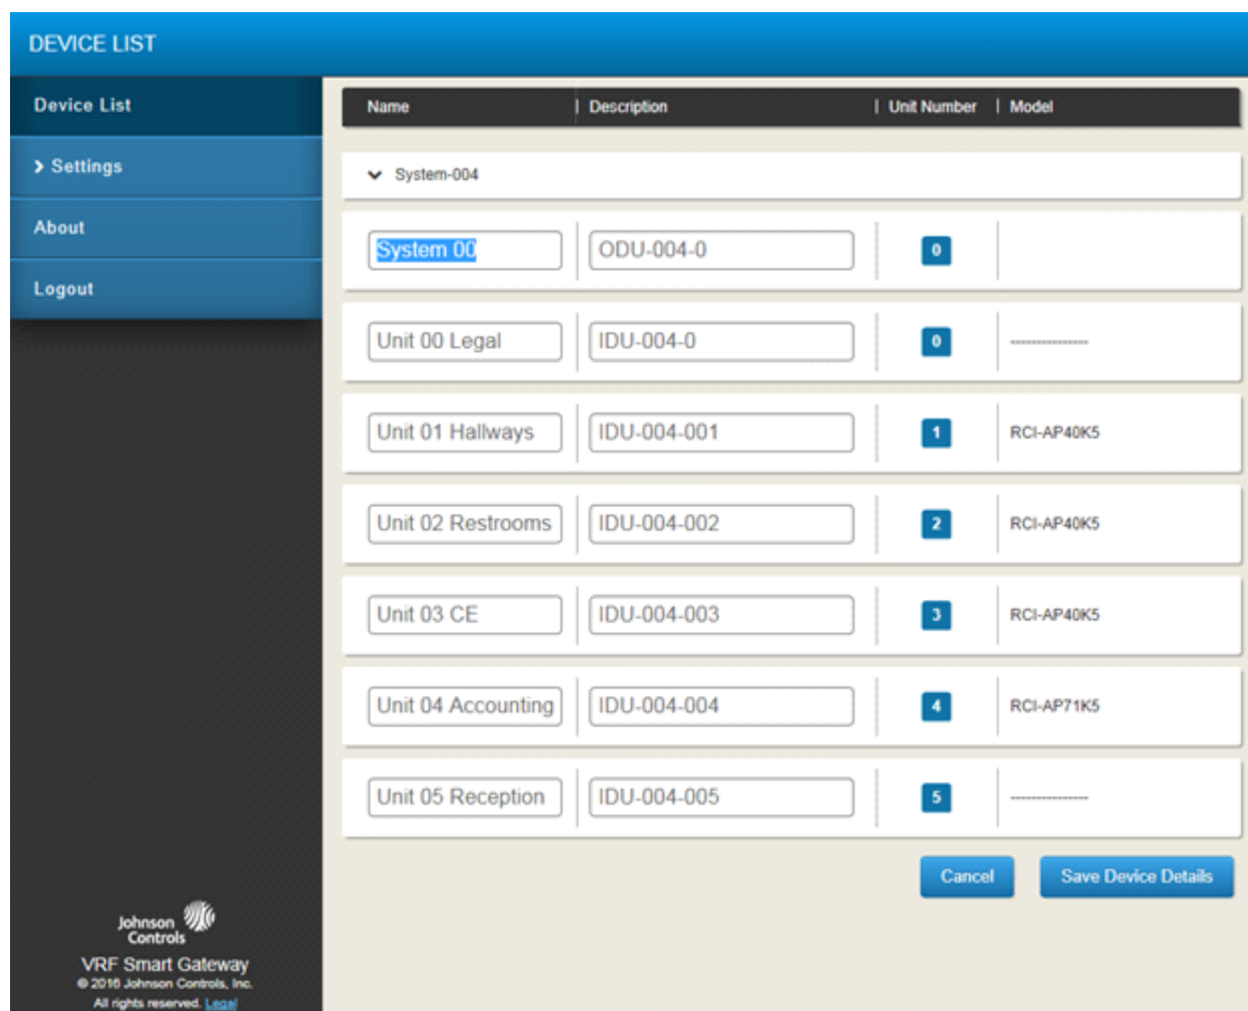 DEVICE LIST
Device List
Settings
About
Logout
Name | Description | Unit Number | Model
System-004
System 00 ODU-004-0 0
Unit 00 Legal IDU-004-0 0 ---------------
Unit 01 Hallways IDU-004-001 1 RCI-AP40K5
Unit 02 Restrooms IDU-004-002 2 RCI-AP40K5
Unit 03 CE IDU-004-003 3 RCI-AP40K5
Unit 04 Accounting IDU-004-004 4 RCI-AP71K5
Unit 05 Reception IDU-004-005 5 ---------------
Cancel Save Device Details
Johnson
Controls
VRF Smart Gateway
© 2016 Johnson Controls, Inc.
All rights reserved. Legal